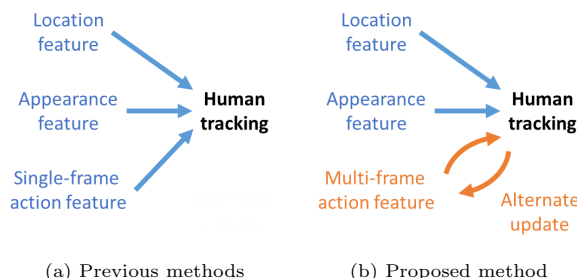 Location
feature
Appearance
feature
Single-frame
action feature
Human
tracking
(a) Previous methods
Location
feature
Appearance
feature
Multi-frame
action feature
Human
tracking
Alternate
update
(b) Proposed method